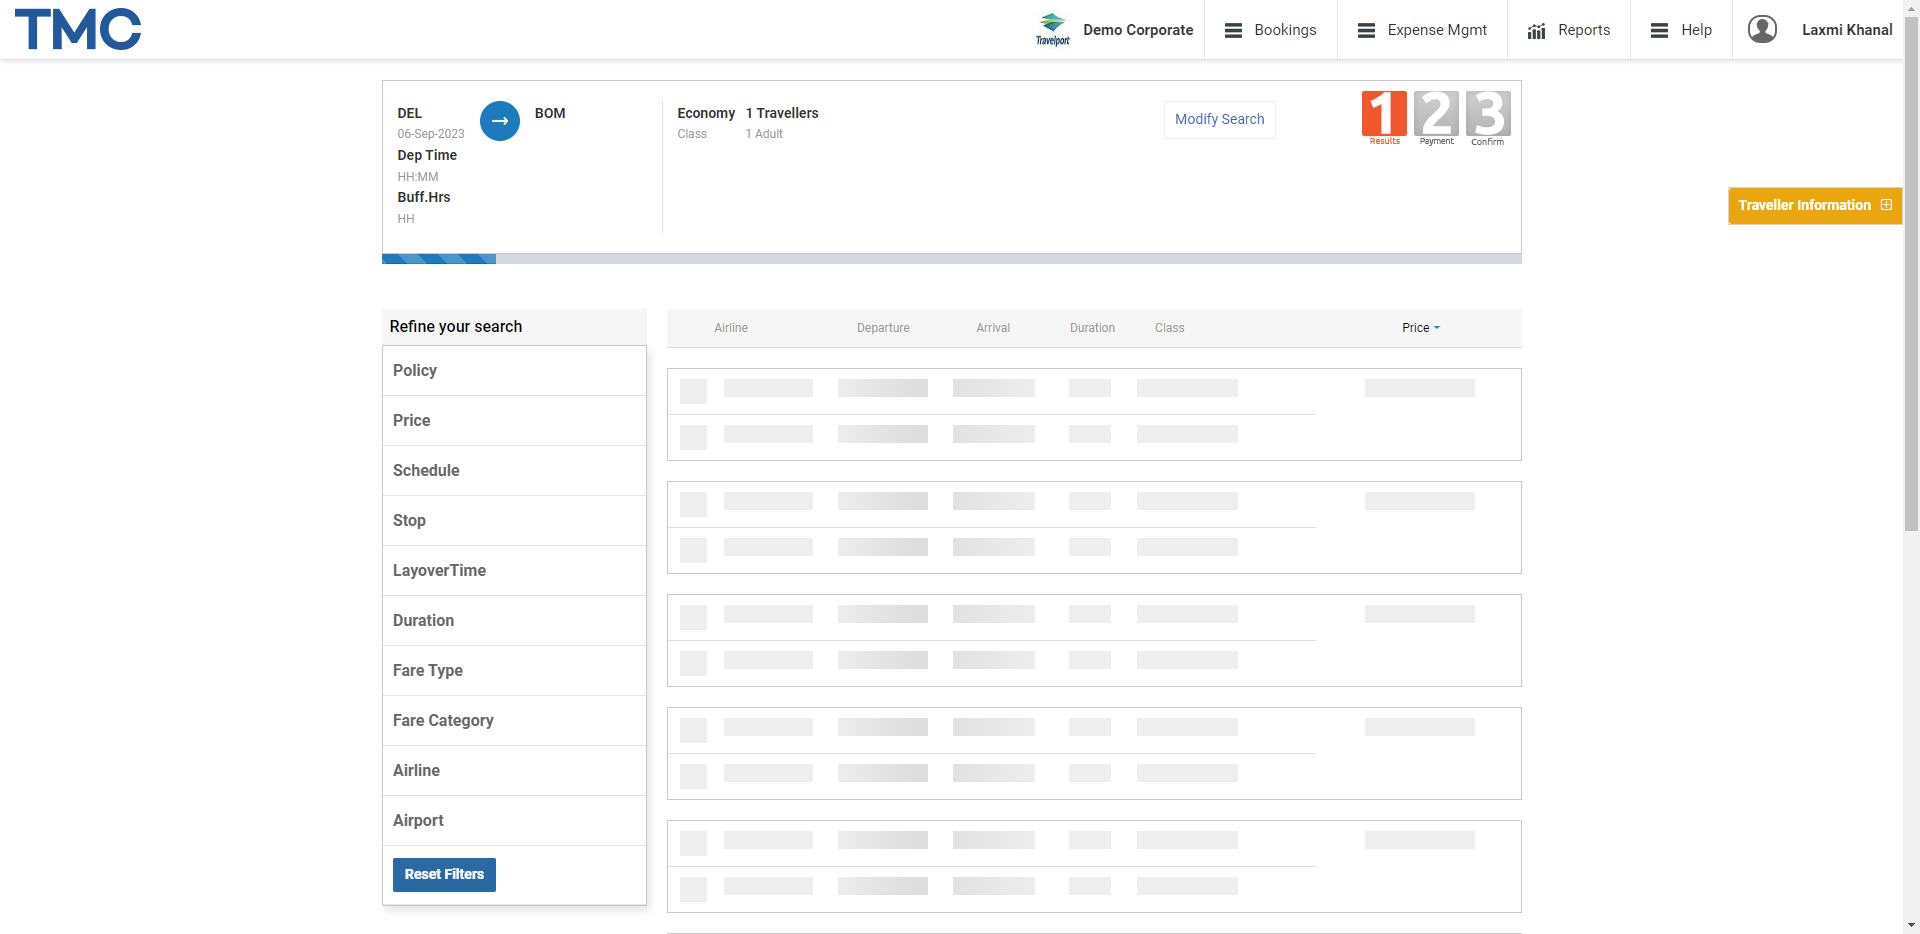 TMC
Travelport
Demo Corporate
Bookings
Expense Mgmt
Reports
Help
Laxmi Khanal
DEL
06-Sep-2023
BOM
Dep Time
HH:MM
Buff.Hrs
HH
Economy
Class
1 Travellers
1 Adult
Modify Search
1
Results
2
Payment
3
Confirm
Traveller Information
Refine your search
Policy
Price
Schedule
Stop
LayoverTime
Duration
Fare Type
Fare Category
Airline
Airport
Reset Filters
Airline
Departure
Arrival
Duration
Class
Price